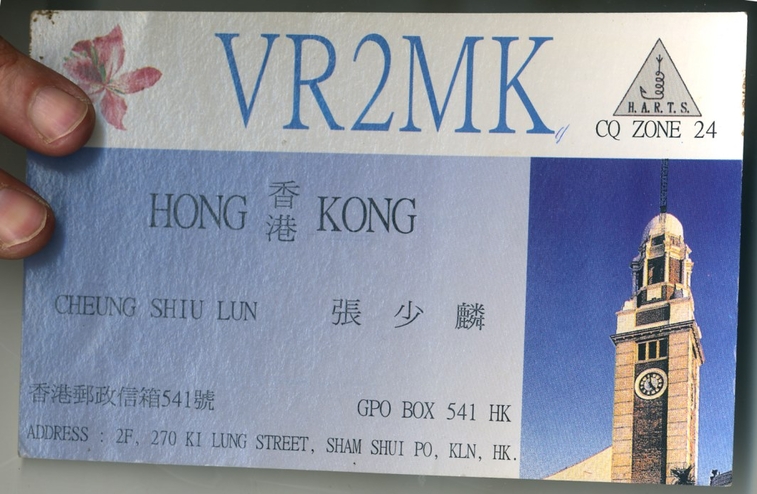 VR2MK
H.A.R.T.S.
CQ ZONE 24
HONG 香港 KONG
CHEUNG SHIU LUN 張少麟
香港郵政信箱541號
GPO BOX 541 HK
ADDRESS : 2F, 270 KI LUNG STREET, SHAM SHUI PO, KLN, HK.